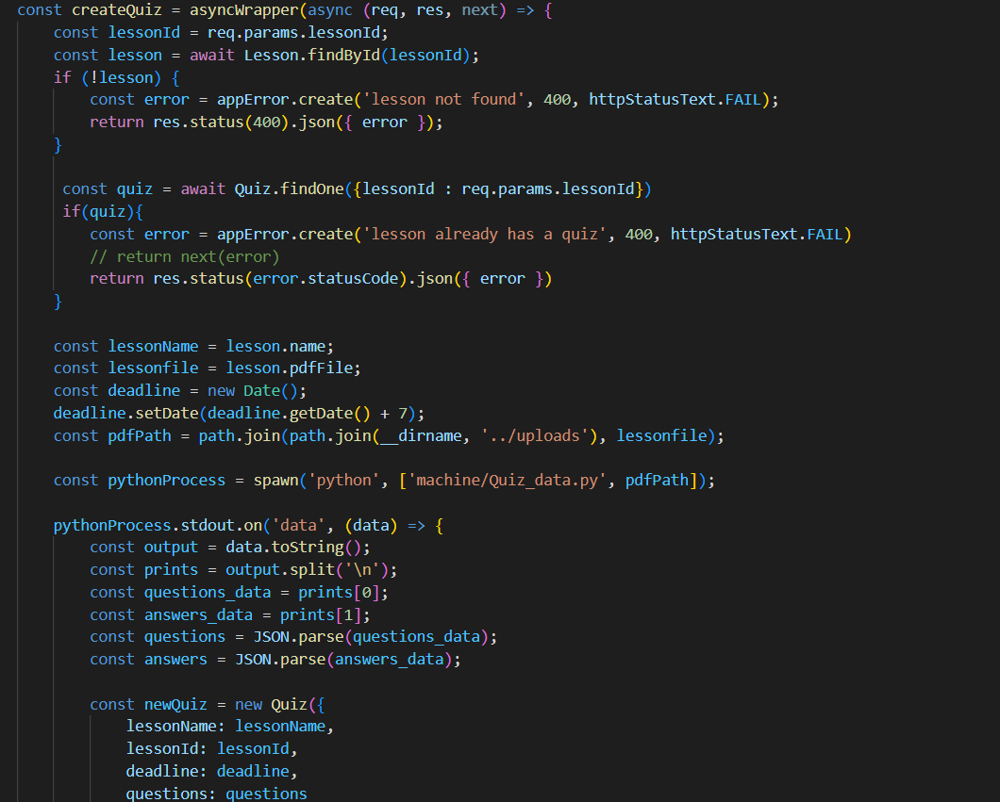 const createQuiz = asyncWrapper(async (req, res, next) => {
const lessonId = req.params.lessonId;
const lesson = await Lesson.findById(lessonId);
if (!lesson) {
const error = appError.create('lesson not found', 400, httpStatusText.FAIL);
return res.status(400).json({ error });
}
const quiz = await Quiz.findOne({lessonId : req.params.lessonId})
if(quiz){
const error = appError.create('lesson already has a quiz', 400, httpStatusText.FAIL)
// return next(error)
return res.status(error.statusCode).json({ error })
}
const lessonName = lesson.name;
const lessonfile = lesson.pdfFile;
const deadline = new Date();
deadline.setDate(deadline.getDate() + 7);
const pdfPath = path.join(path.join(__dirname, '../uploads'), lessonfile);
const pythonProcess = spawn('python', ['machine/Quiz_data.py', pdfPath]);
pythonProcess.stdout.on('data', (data) => {
const output = data.toString();
const prints = output.split('\n');
const questions_data = prints[0];
const answers_data = prints[1];
const questions = JSON.parse(questions_data);
const answers = JSON.parse(answers_data);
const newQuiz = new Quiz({
lessonName: lessonName,
lessonId: lessonId,
deadline: deadline,
questions: questions